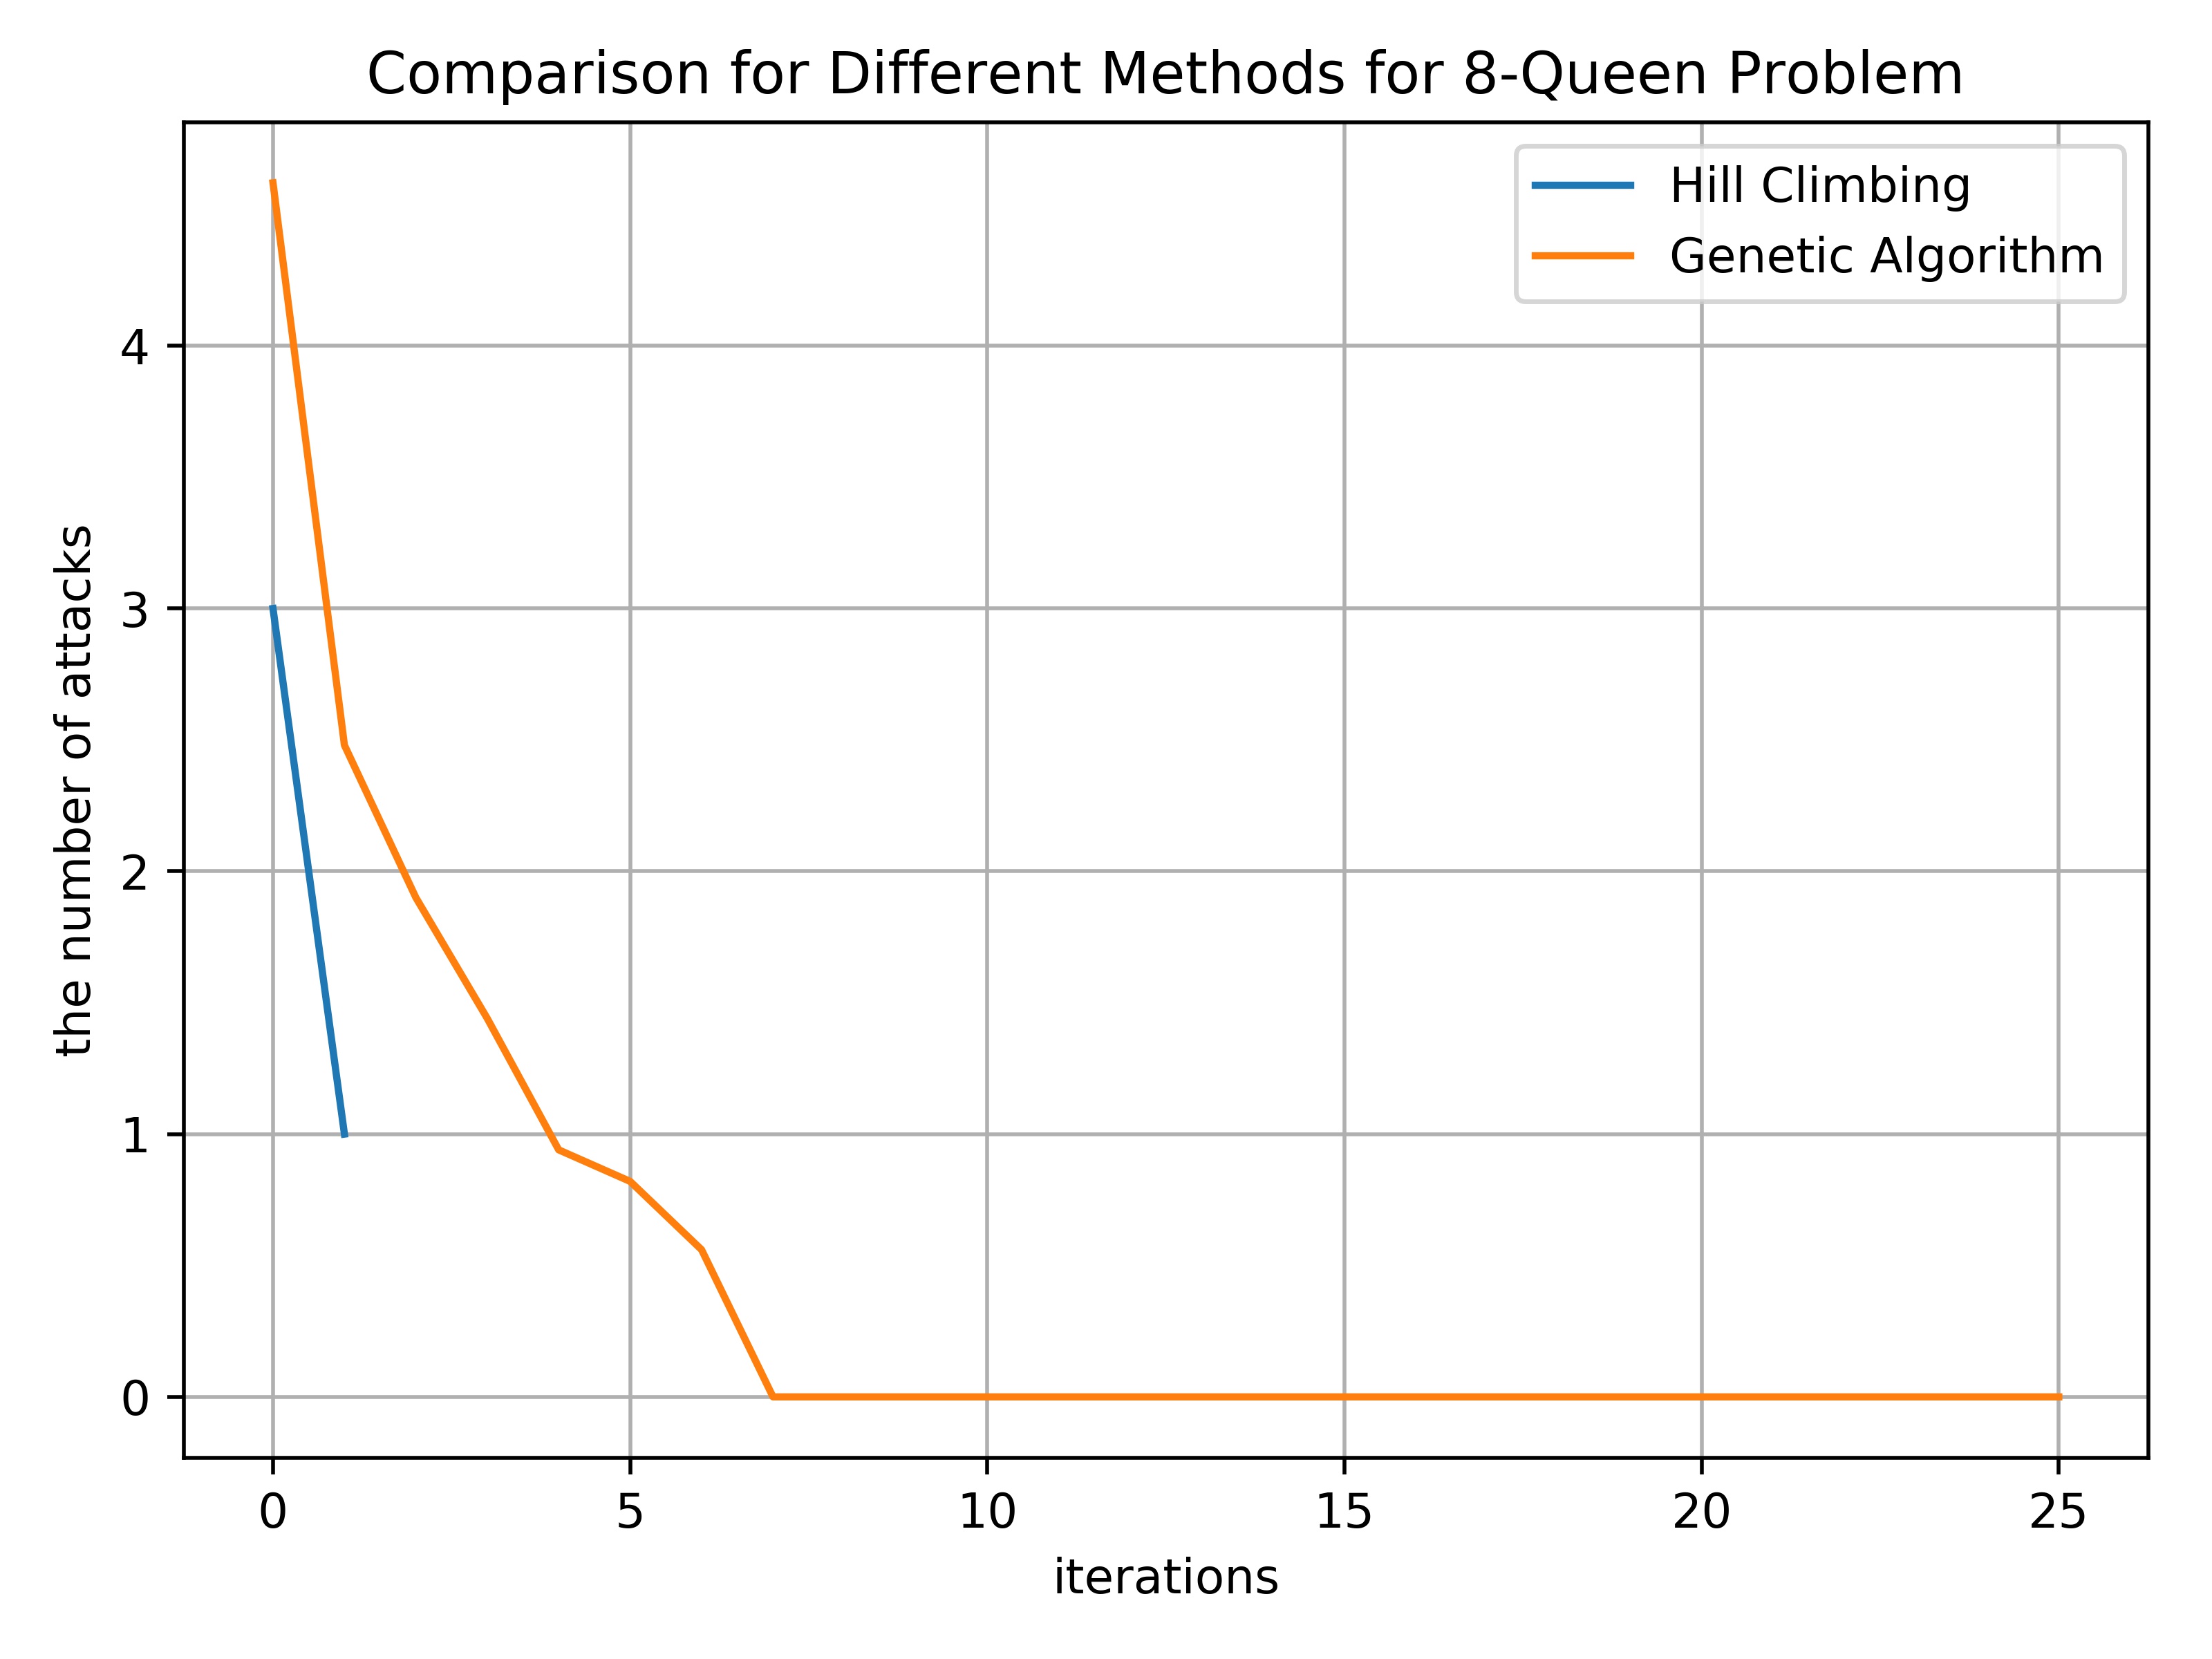 Comparison for Different Methods for 8-Queen Problem
Hill Climbing
Genetic Algorithm
the number of attacks
4
3
2
1
0
0 5 10 15 20 25
iterations